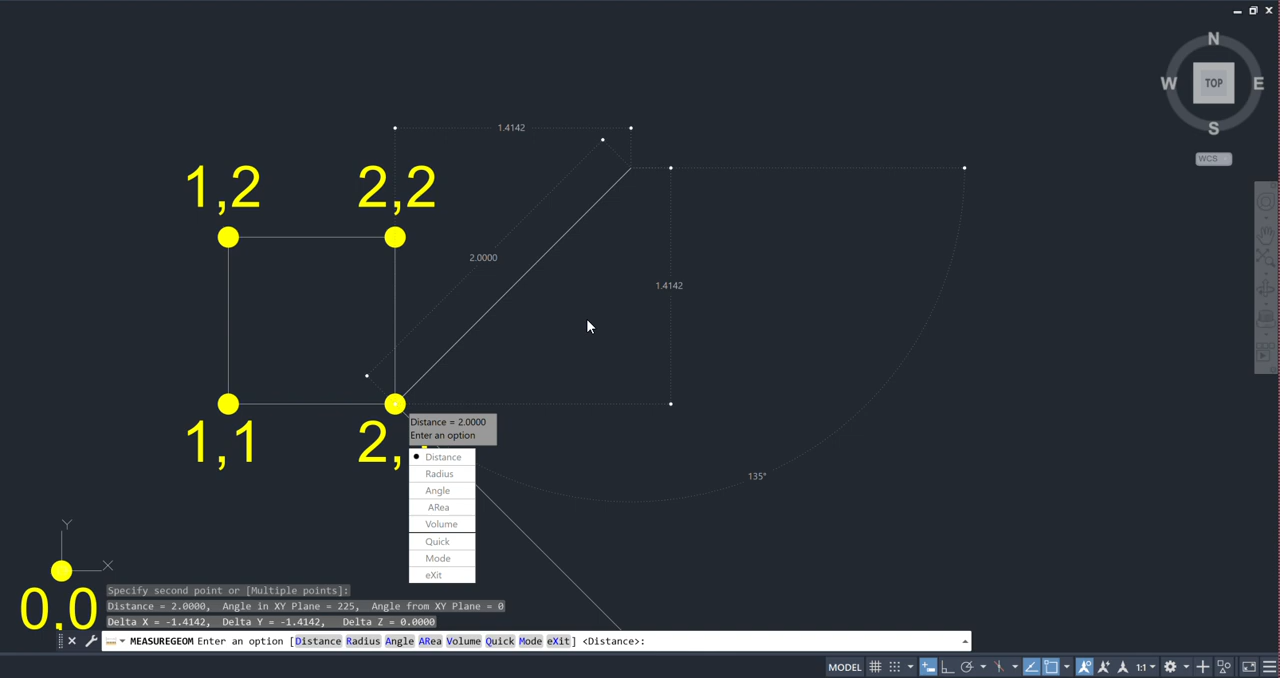 N
W TOP E
S
WCS
1.4142
1,2 2,2
2.0000
1.4142
1,1 2,
Distance = 2.0000
Enter an option
Distance
Radius
Angle
ARea
Volume
Quick
Mode
eXit
135°
Y
X
0,0
Specify second point or [Multiple points]:
Distance = 2.0000, Angle in XY Plane = 225, Angle from XY Plane = 0
Delta X = -1.4142, Delta Y = -1.4142, Delta Z = 0.0000
MEASUREGEOM Enter an option [Distance Radius Angle ARea Volume Quick Mode eXit] <Distance>:
MODEL 1:1